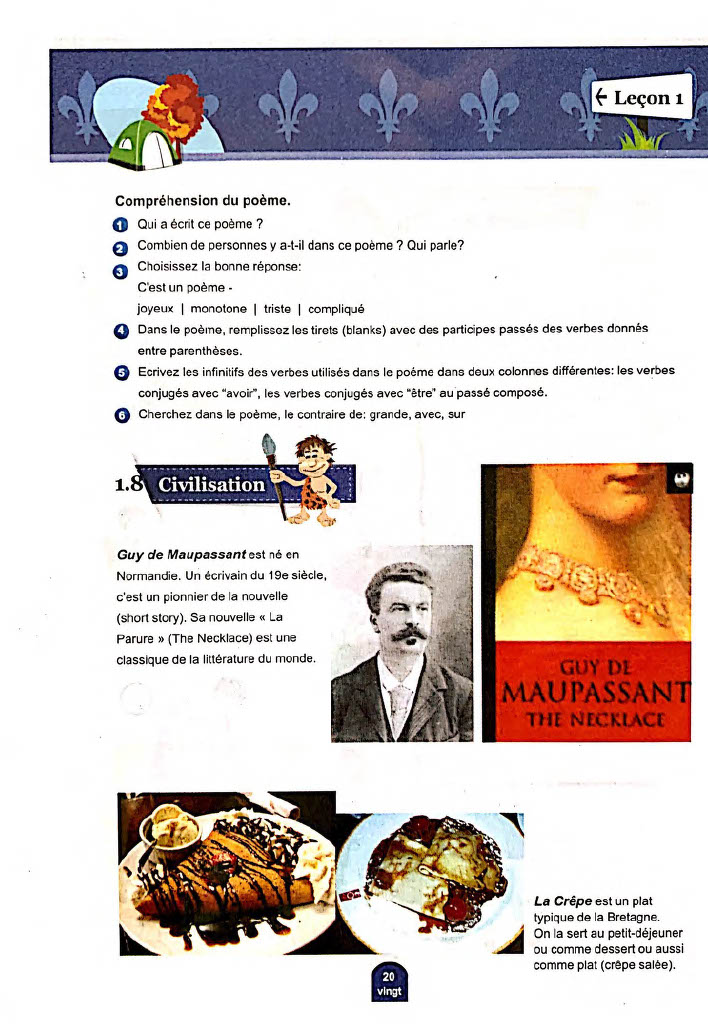 ← Leçon 1
Compréhension du poème.
1 Qui a écrit ce poème ?
2 Combien de personnes y a-t-il dans ce poème ? Qui parle?
3 Choisissez la bonne réponse:
C'est un poème -
joyeux | monotone | triste | compliqué
4 Dans le poème, remplissez les tirets (blanks) avec des participes passés des verbes donnés
entre parenthèses.
5 Ecrivez les infinitifs des verbes utilisés dans le poème dans deux colonnes différentes: les verbes
conjugés avec "avoir", les verbes conjugés avec "être" au passé composé.
6 Cherchez dans le poème, le contraire de: grande, avec, sur
1.8 Civilisation
Guy de Maupassant est né en
Normandie. Un écrivain du 19e siècle,
c'est un pionnier de la nouvelle
(short story). Sa nouvelle « La
Parure » (The Necklace) est une
classique de la littérature du monde.
GUY DE
MAUPASSANT
THE NECKLACE
La Crêpe est un plat
typique de la Bretagne.
On la sert au petit-déjeuner
ou comme dessert ou aussi
comme plat (crêpe salée).
20
vingt